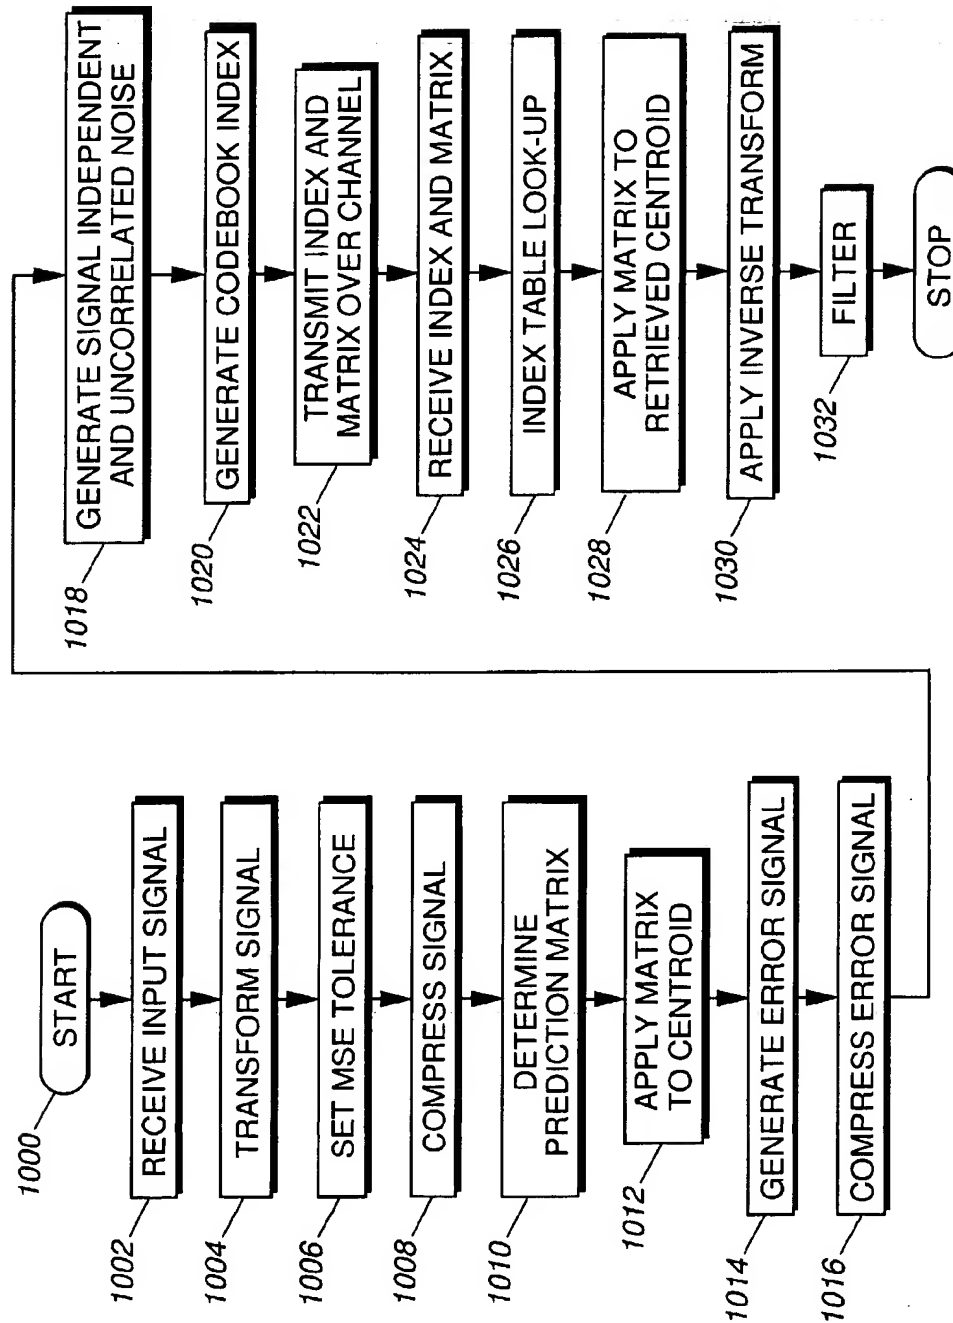 START
1000
RECEIVE INPUT SIGNAL
1002
TRANSFORM SIGNAL
1004
SET MSE TOLERANCE
1006
COMPRESS SIGNAL
1008
DETERMINE
PREDICTION MATRIX
1010
APPLY MATRIX
TO CENTROID
1012
GENERATE ERROR SIGNAL
1014
COMPRESS ERROR SIGNAL
1016
GENERATE SIGNAL INDEPENDENT
AND UNCORRELATED NOISE
1018
GENERATE CODEBOOK INDEX
1020
TRANSMIT INDEX AND
MATRIX OVER CHANNEL
1022
RECEIVE INDEX AND MATRIX
1024
INDEX TABLE LOOK-UP
1026
APPLY MATRIX TO
RETRIEVED CENTROID
1028
APPLY INVERSE TRANSFORM
1030
FILTER
1032
STOP